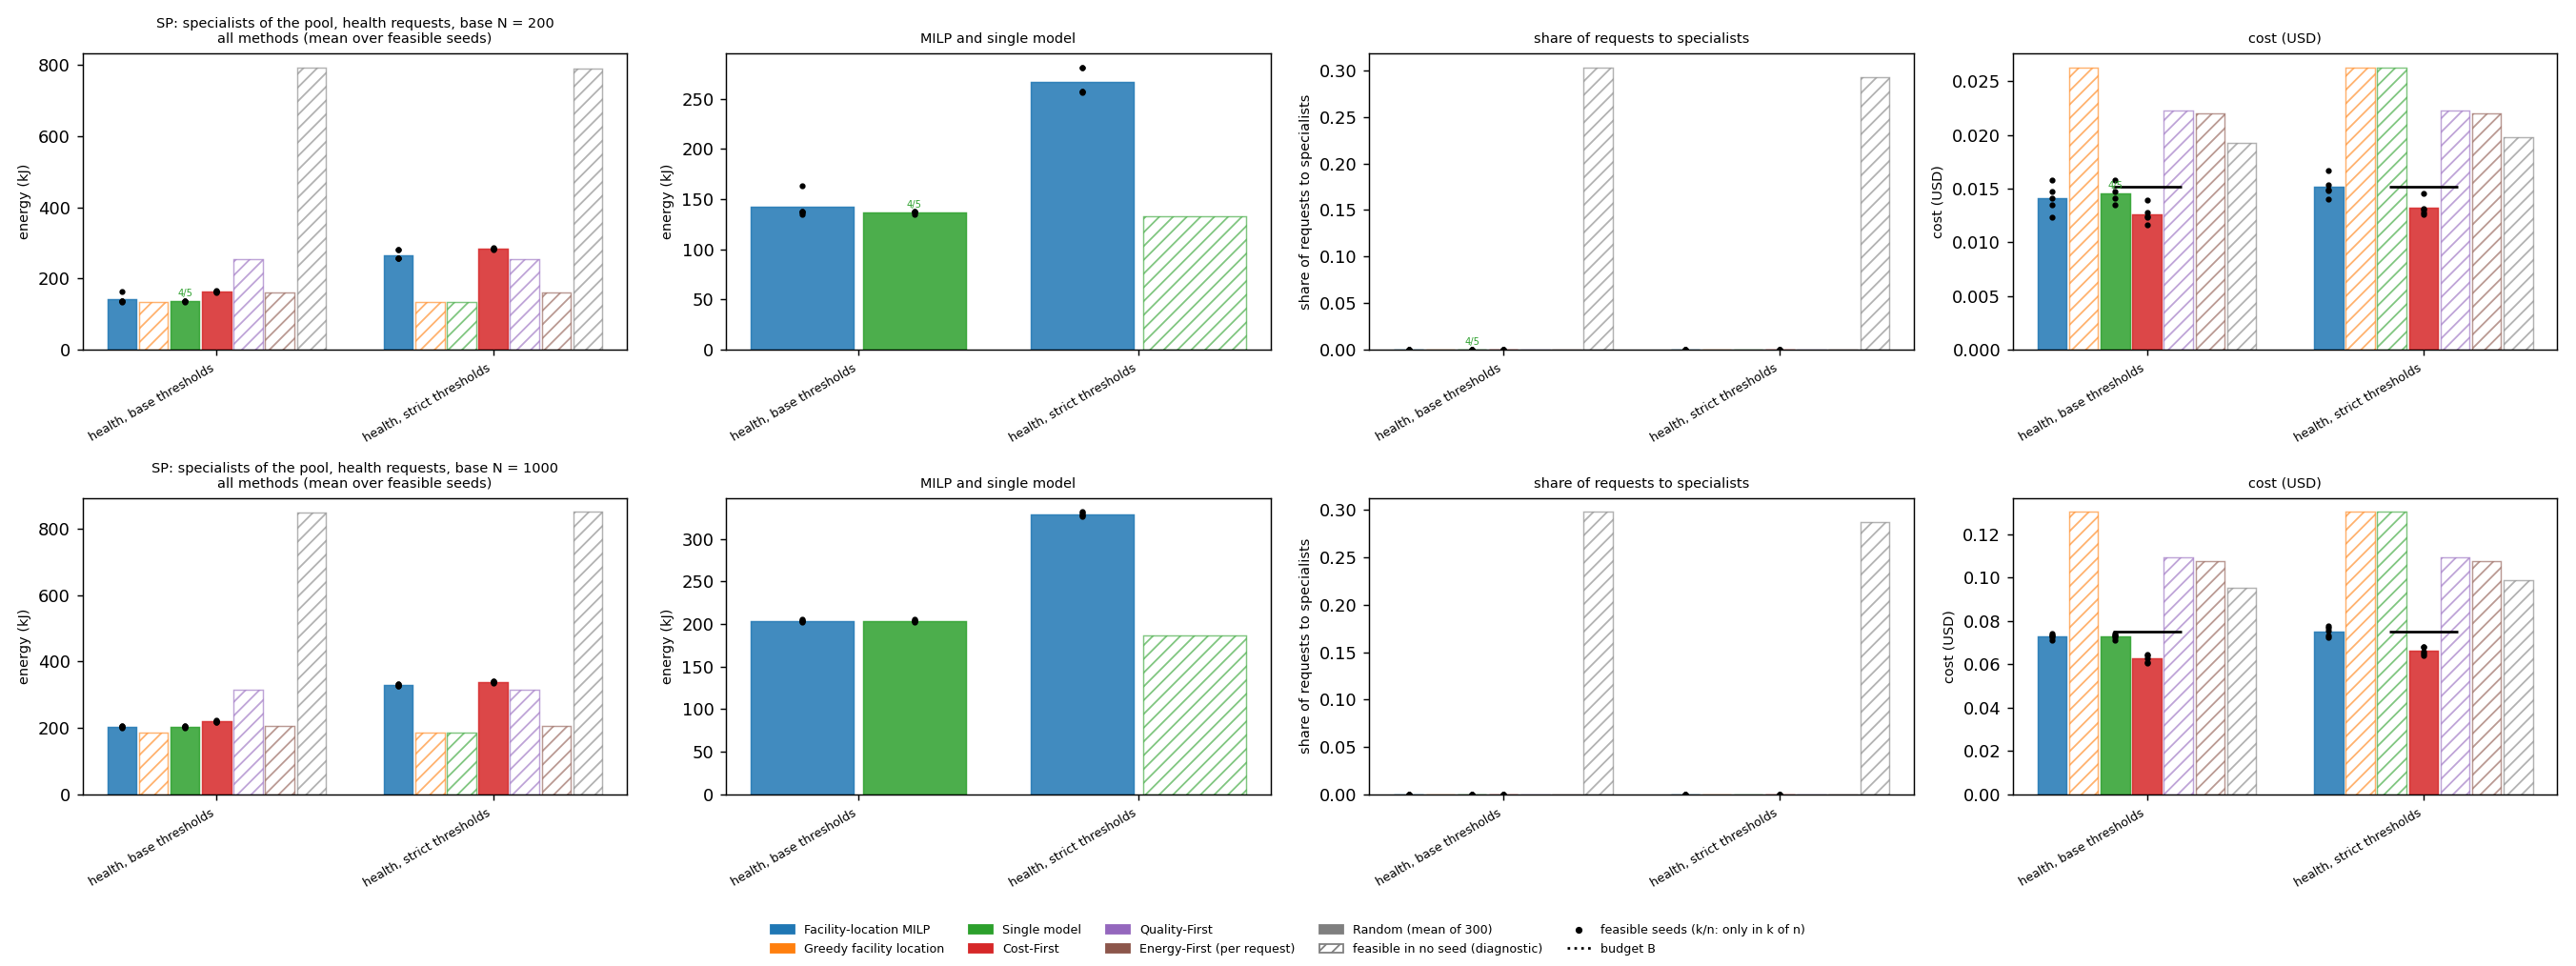 SP: specialists of the pool, health requests, base N = 200
all methods (mean over feasible seeds)
800
600
400
200
0
energy (kJ)
4/5
health, base thresholds
health, strict thresholds
MILP and single model
250
200
150
100
50
0
energy (kJ)
4/5
health, base thresholds
health, strict thresholds
share of requests to specialists
0.30
0.25
0.20
0.15
0.10
0.05
0.00
share of requests to specialists
4/5
health, base thresholds
health, strict thresholds
cost (USD)
0.025
0.020
0.015
0.010
0.005
0.000
cost (USD)
4/5
health, base thresholds
health, strict thresholds
SP: specialists of the pool, health requests, base N = 1000
all methods (mean over feasible seeds)
800
600
400
200
0
energy (kJ)
health, base thresholds
health, strict thresholds
MILP and single model
300
250
200
150
100
50
0
energy (kJ)
health, base thresholds
health, strict thresholds
share of requests to specialists
0.30
0.25
0.20
0.15
0.10
0.05
0.00
share of requests to specialists
health, base thresholds
health, strict thresholds
cost (USD)
0.12
0.10
0.08
0.06
0.04
0.02
0.00
cost (USD)
health, base thresholds
health, strict thresholds
Facility-location MILP
Greedy facility location
Single model
Cost-First
Quality-First
Energy-First (per request)
Random (mean of 300)
feasible in no seed (diagnostic)
feasible seeds (k/n: only in k of n)
budget B